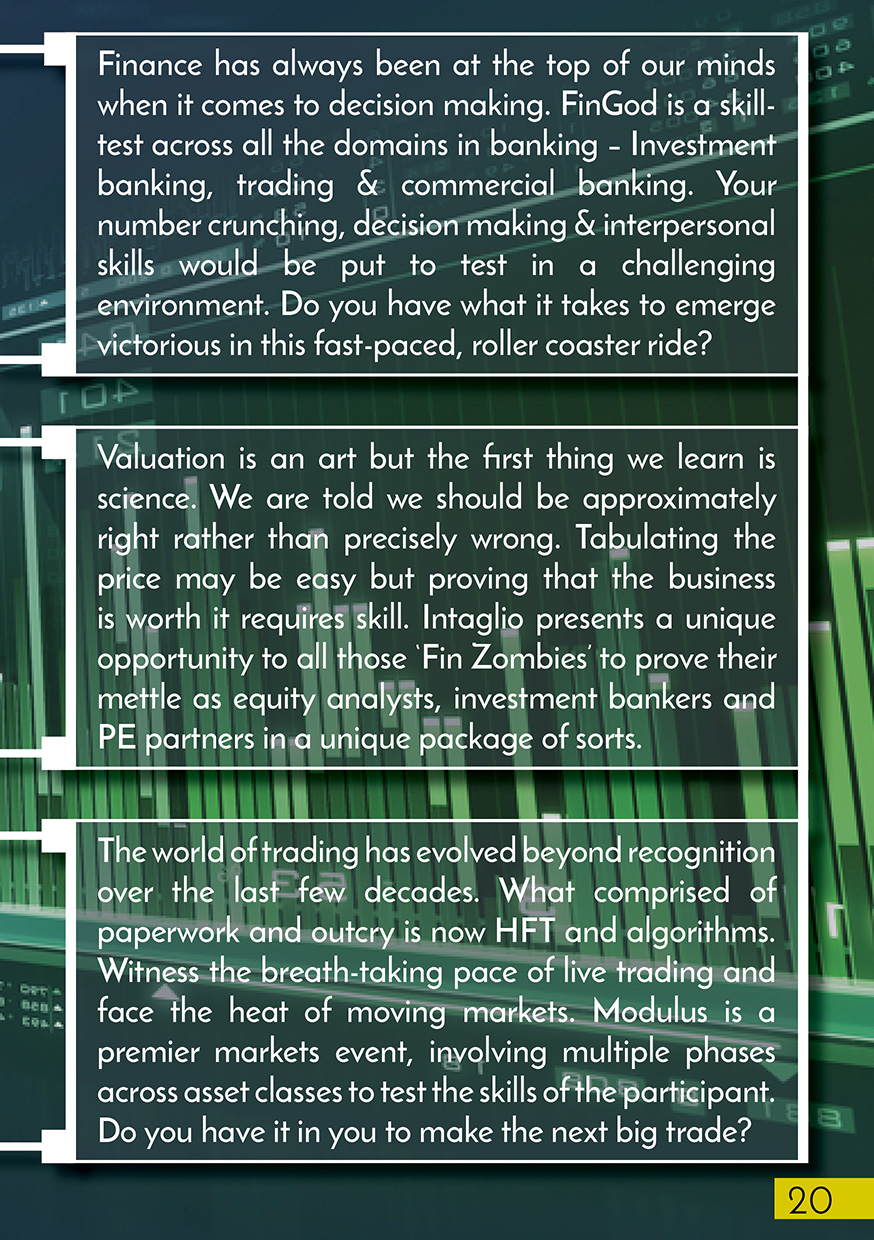 Finance has always been at the top of our minds
when it comes to decision making. FinGod is a skill-
test across all the domains in banking – Investment
banking, trading & commercial banking. Your
number crunching, decision making & interpersonal
skills would be put to test in a challenging
environment. Do you have what it takes to emerge
victorious in this fast-paced, roller coaster ride?
Valuation is an art but the first thing we learn is
science. We are told we should be approximately
right rather than precisely wrong. Tabulating the
price may be easy but proving that the business
is worth it requires skill. Intaglio presents a unique
opportunity to all those ‘Fin Zombies’ to prove their
mettle as equity analysts, investment bankers and
PE partners in a unique package of sorts.
The world of trading has evolved beyond recognition
over the last few decades. What comprised of
paperwork and outcry is now HFT and algorithms.
Witness the breath-taking pace of live trading and
face the heat of moving markets. Modulus is a
premier markets event, involving multiple phases
across asset classes to test the skills of the participant.
Do you have it in you to make the next big trade?
20